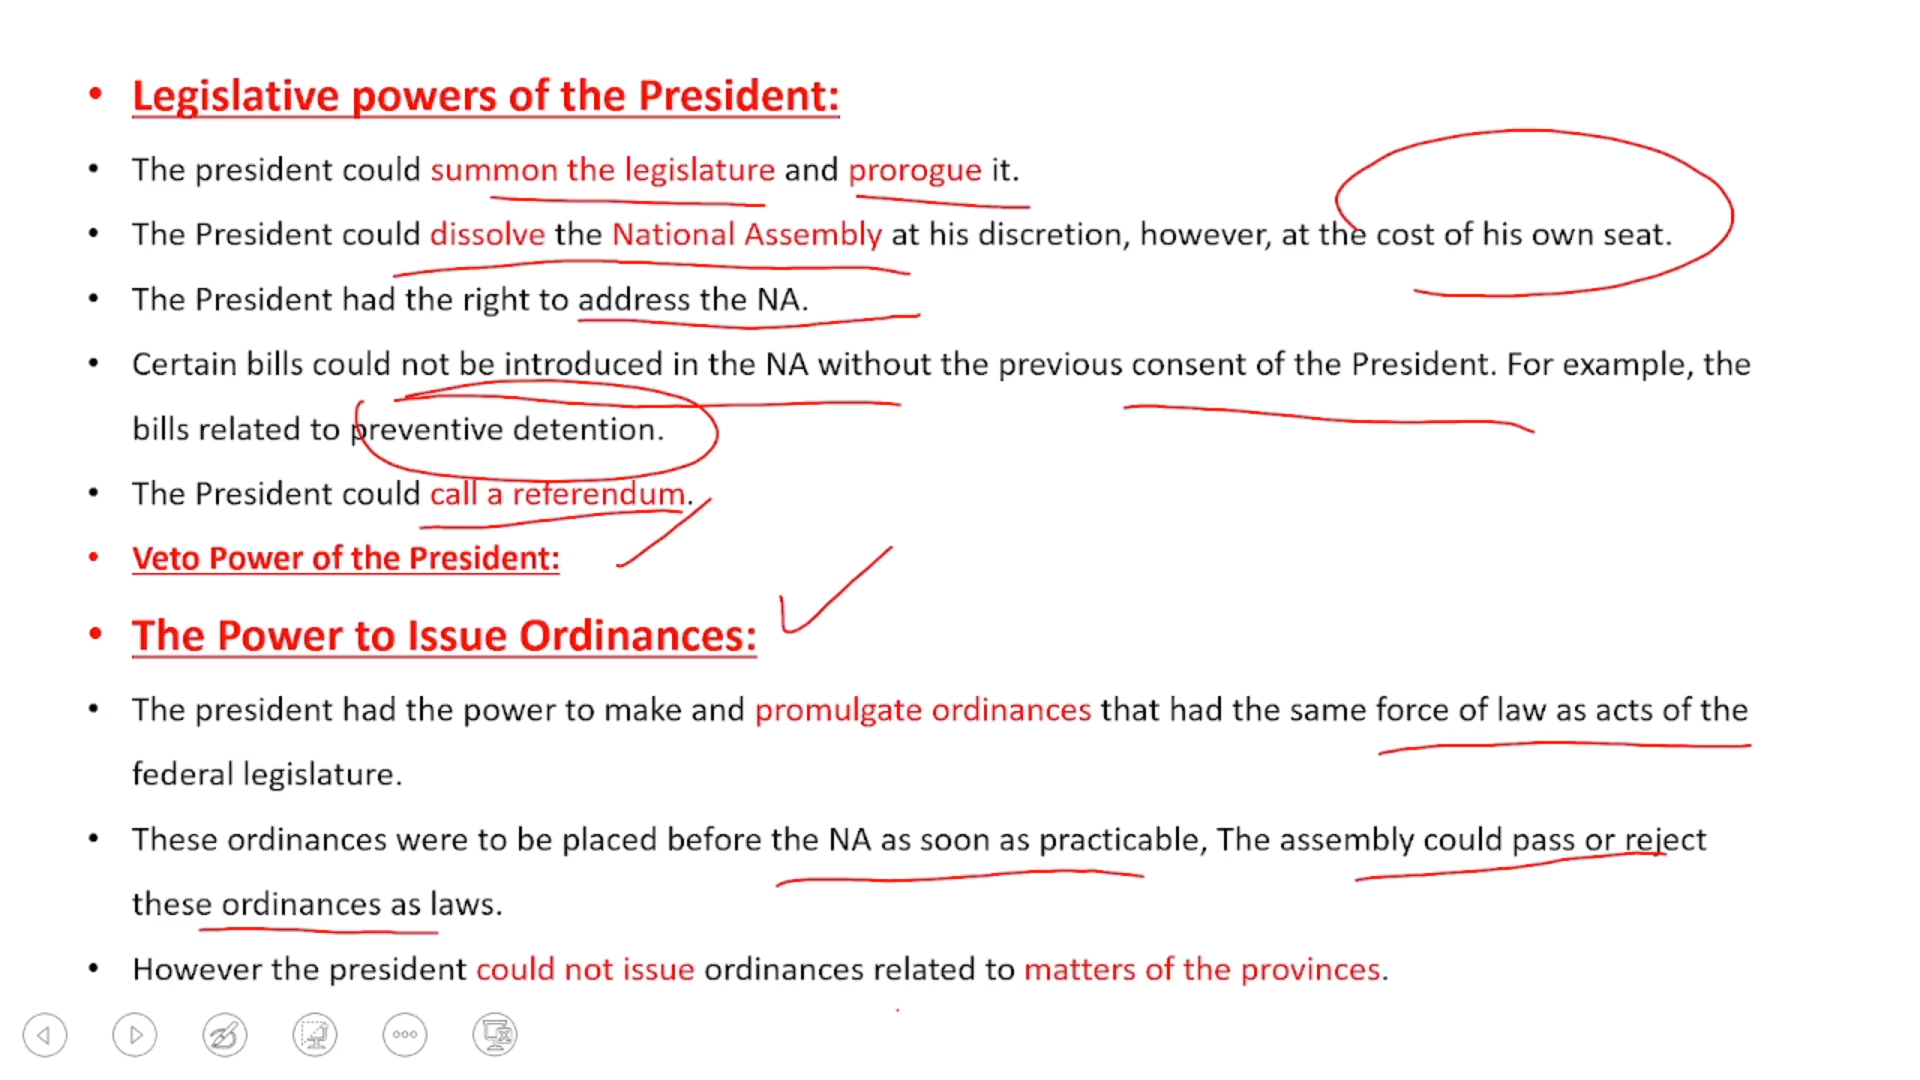 • Legislative powers of the President:
• The president could summon the legislature and prorogue it.
• The President could dissolve the National Assembly at his discretion, however, at the cost of his own seat.
• The President had the right to address the NA.
• Certain bills could not be introduced in the NA without the previous consent of the President. For example, the
bills related to preventive detention.
• The President could call a referendum.
• Veto Power of the President:
• The Power to Issue Ordinances:
• The president had the power to make and promulgate ordinances that had the same force of law as acts of the
federal legislature.
• These ordinances were to be placed before the NA as soon as practicable, The assembly could pass or reject
these ordinances as laws.
• However the president could not issue ordinances related to matters of the provinces.